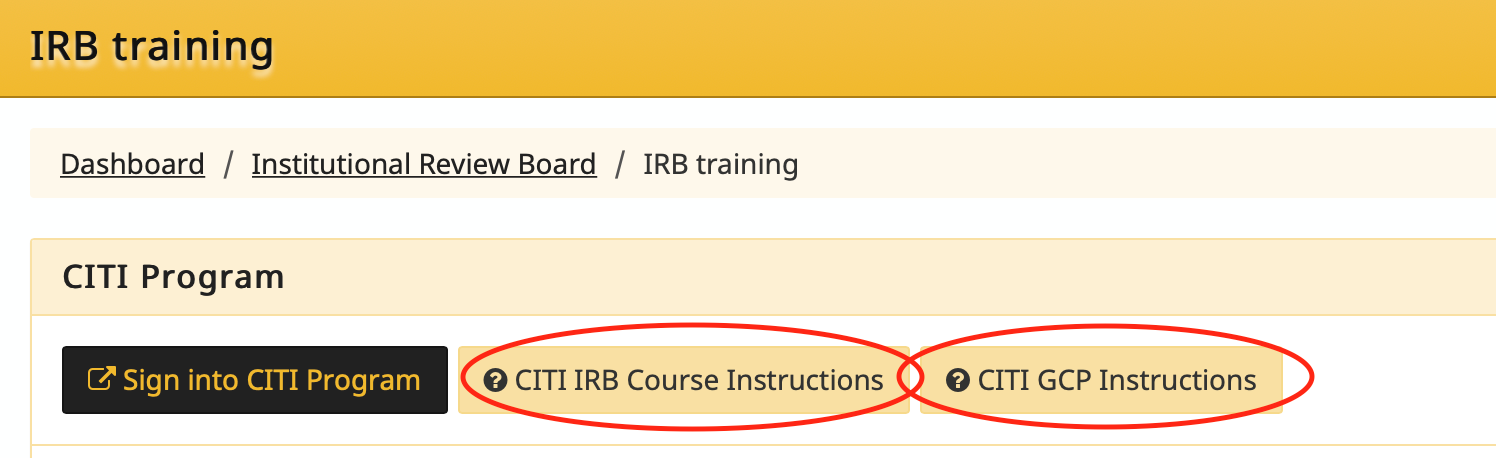 IRB training
Dashboard / Institutional Review Board / IRB training
CITI Program
Sign into CITI Program CITI IRB Course Instructions CITI GCP Instructions